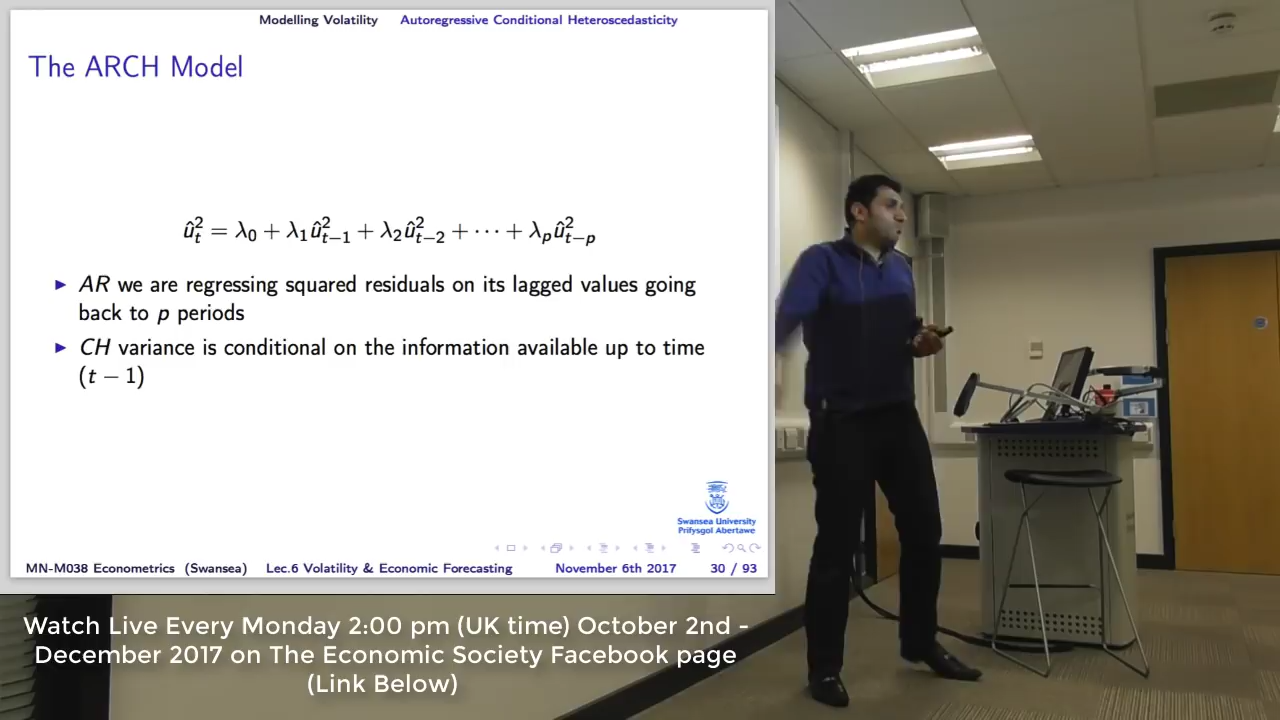 Modelling Volatility Autoregressive Conditional Heteroscedasticity
The ARCH Model
û²ₜ = λ₀ + λ₁û²ₜ₋₁ + λ₂û²ₜ₋₂ + ⋯ + λₚû²ₜ₋ₚ
▶ AR we are regressing squared residuals on its lagged values going
back to p periods
▶ CH variance is conditional on the information available up to time
(t − 1)
Swansea University
Prifysgol Abertawe
MN-M038 Econometrics (Swansea) Lec.6 Volatility & Economic Forecasting November 6th 2017 30 / 93
Watch Live Every Monday 2:00 pm (UK time) October 2nd -
December 2017 on The Economic Society Facebook page
(Link Below)